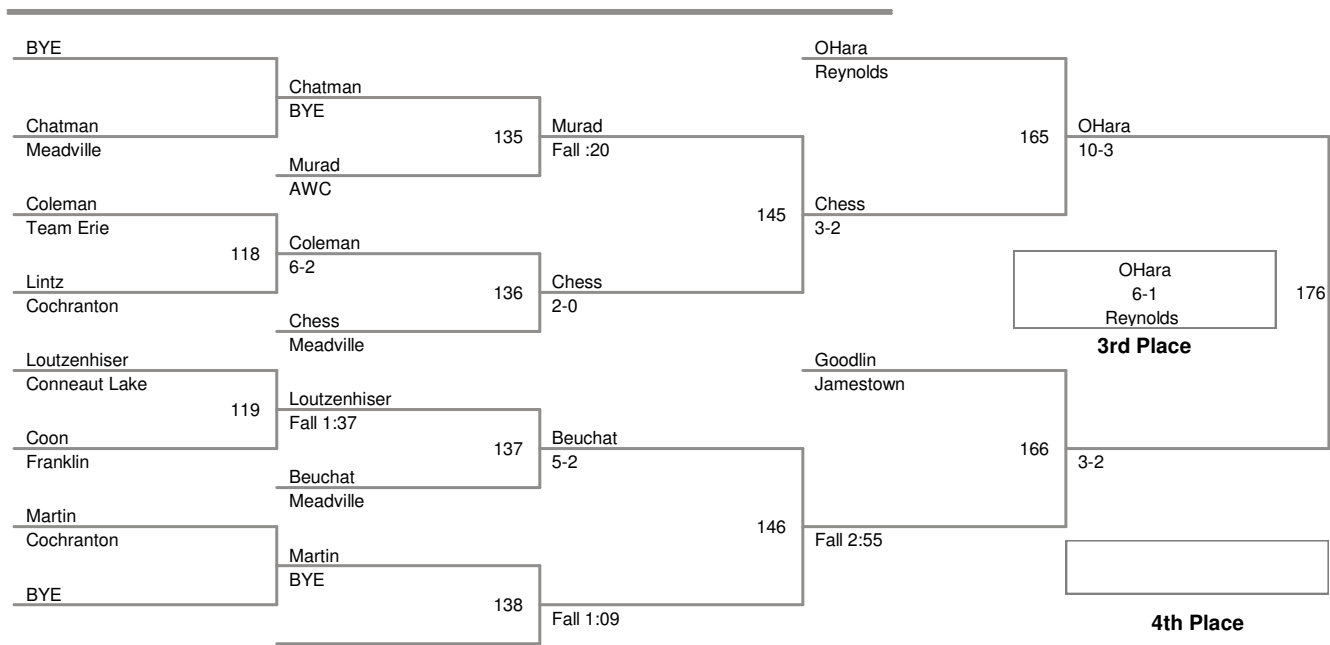 BYE
Chatman
Meadville
Coleman
Team Erie
118
Lintz
Cochranton
Loutzenhiser
Conneaut Lake
119
Coon
Franklin
Martin
Cochranton
BYE
Chatman
BYE
135
Murad
AWC
Coleman
6-2
136
Chess
Meadville
Loutzenhiser
Fall 1:37
137
Beuchat
Meadville
Martin
BYE
138
Murad
Fall :20
145
Chess
2-0
Beuchat
5-2
146
Fall 1:09
OHara
Reynolds
165
Chess
3-2
Goodlin
Jamestown
166
Fall 2:55
OHara
10-3
176
3-2
OHara
6-1
Reynolds
3rd Place
4th Place